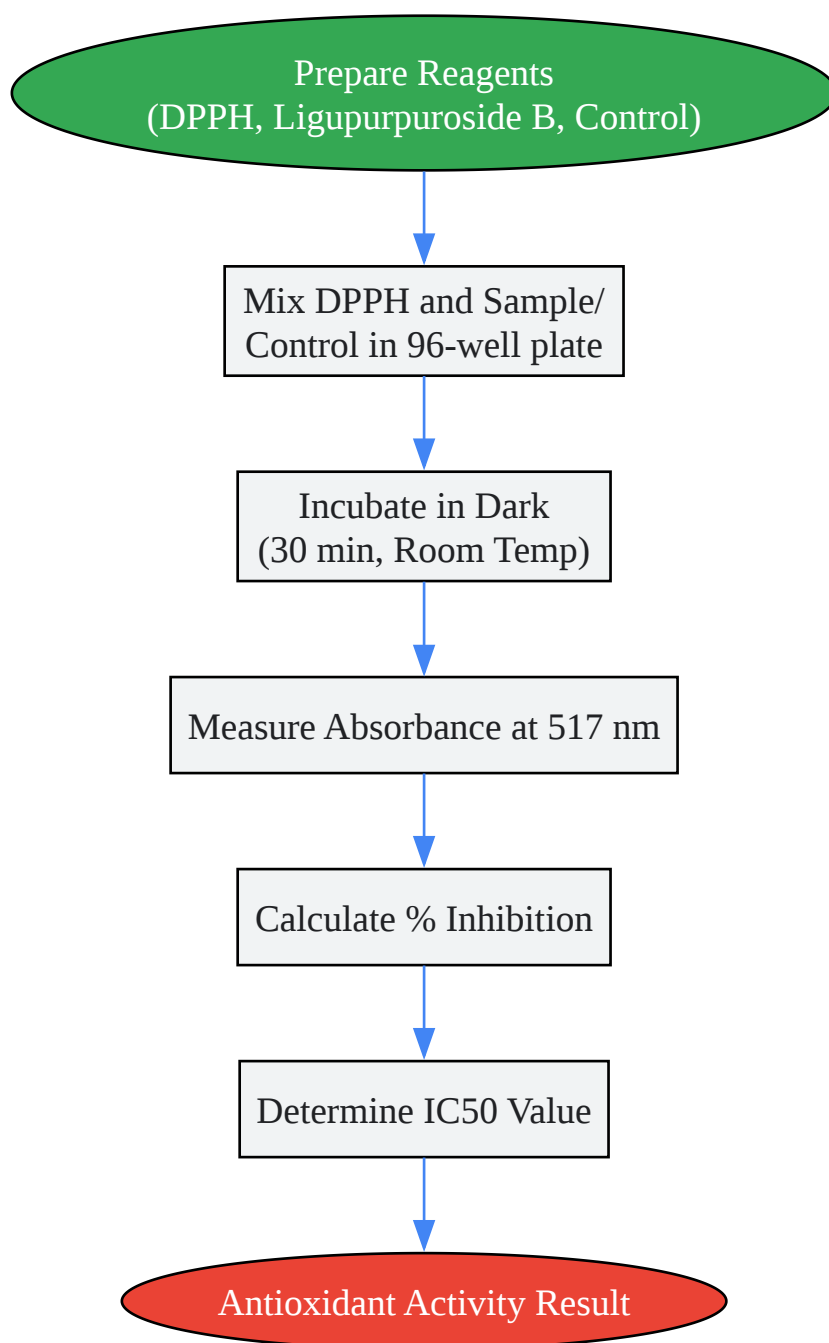 Prepare Reagents
(DPPH, Ligupurpuroside B, Control)
Mix DPPH and Sample/
Control in 96-well plate
Incubate in Dark
(30 min, Room Temp)
Measure Absorbance at 517 nm
Calculate % Inhibition
Determine IC50 Value
Antioxidant Activity Result